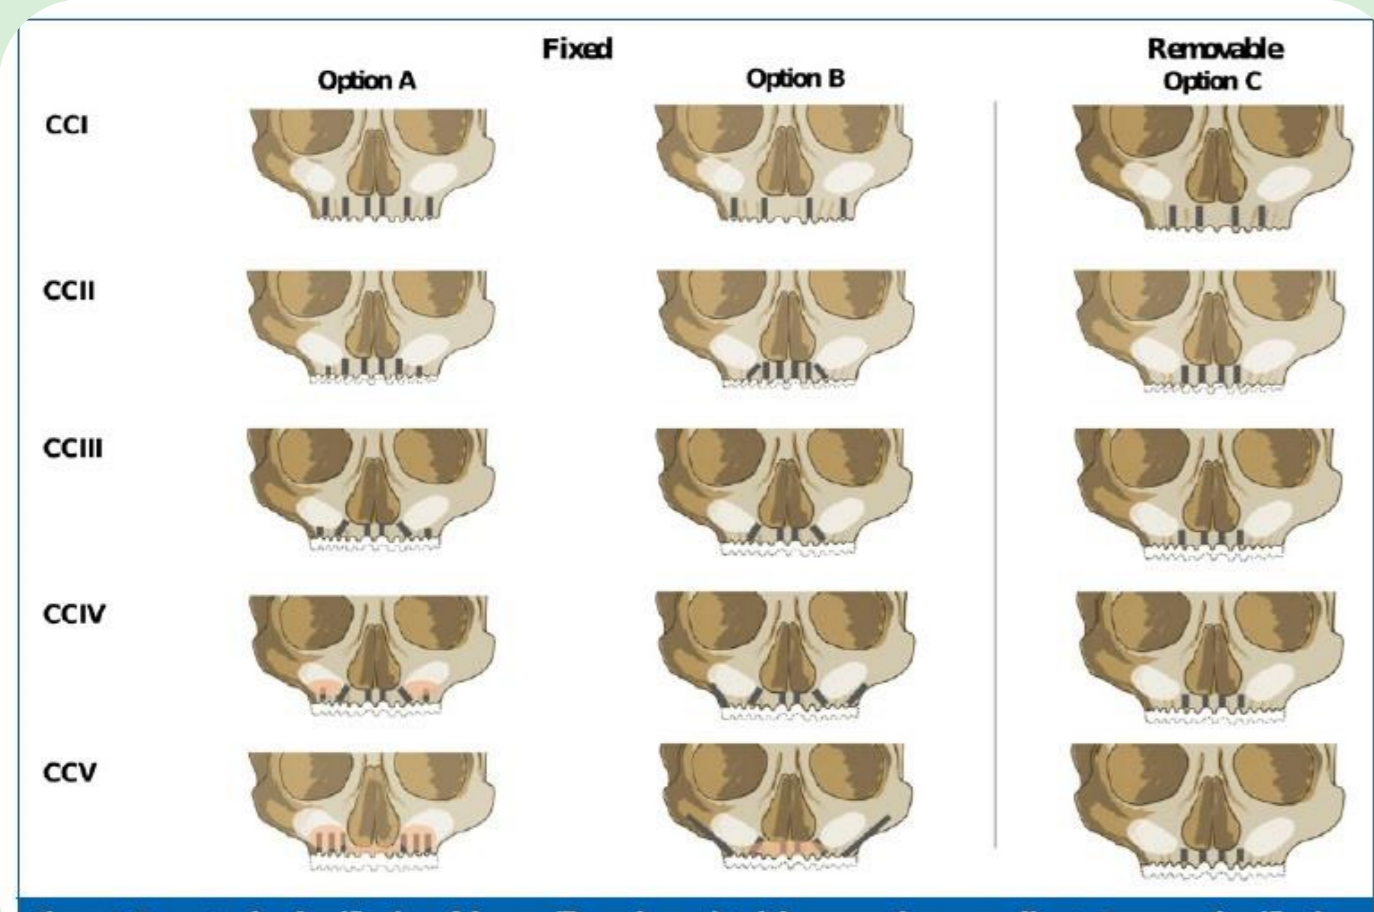 Fixed
Removable
Option A
Option B
Option C
CCI
CCII
CCIII
CCIV
CCV